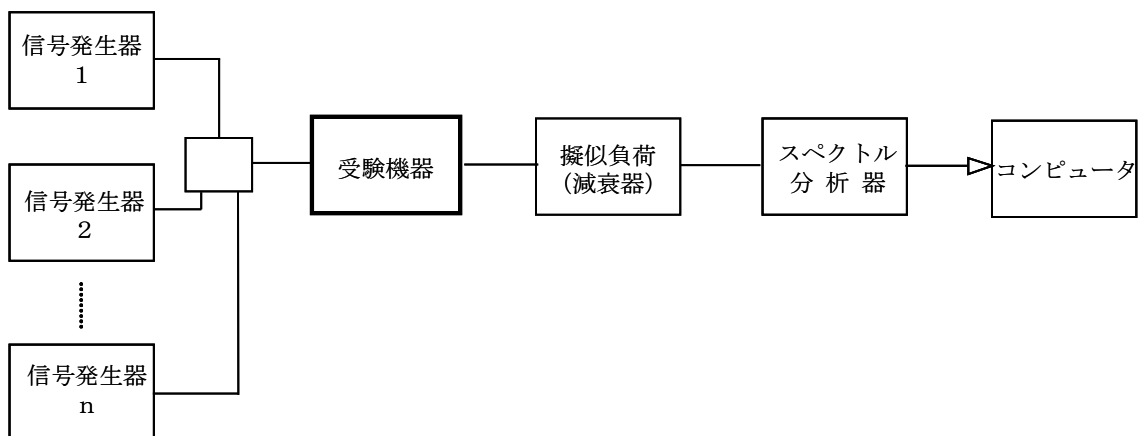 信号発生器
1
信号発生器
2
信号発生器
n
受験機器
擬似負荷
(減衰器)
スペクトル
分 析 器
コンピュータ